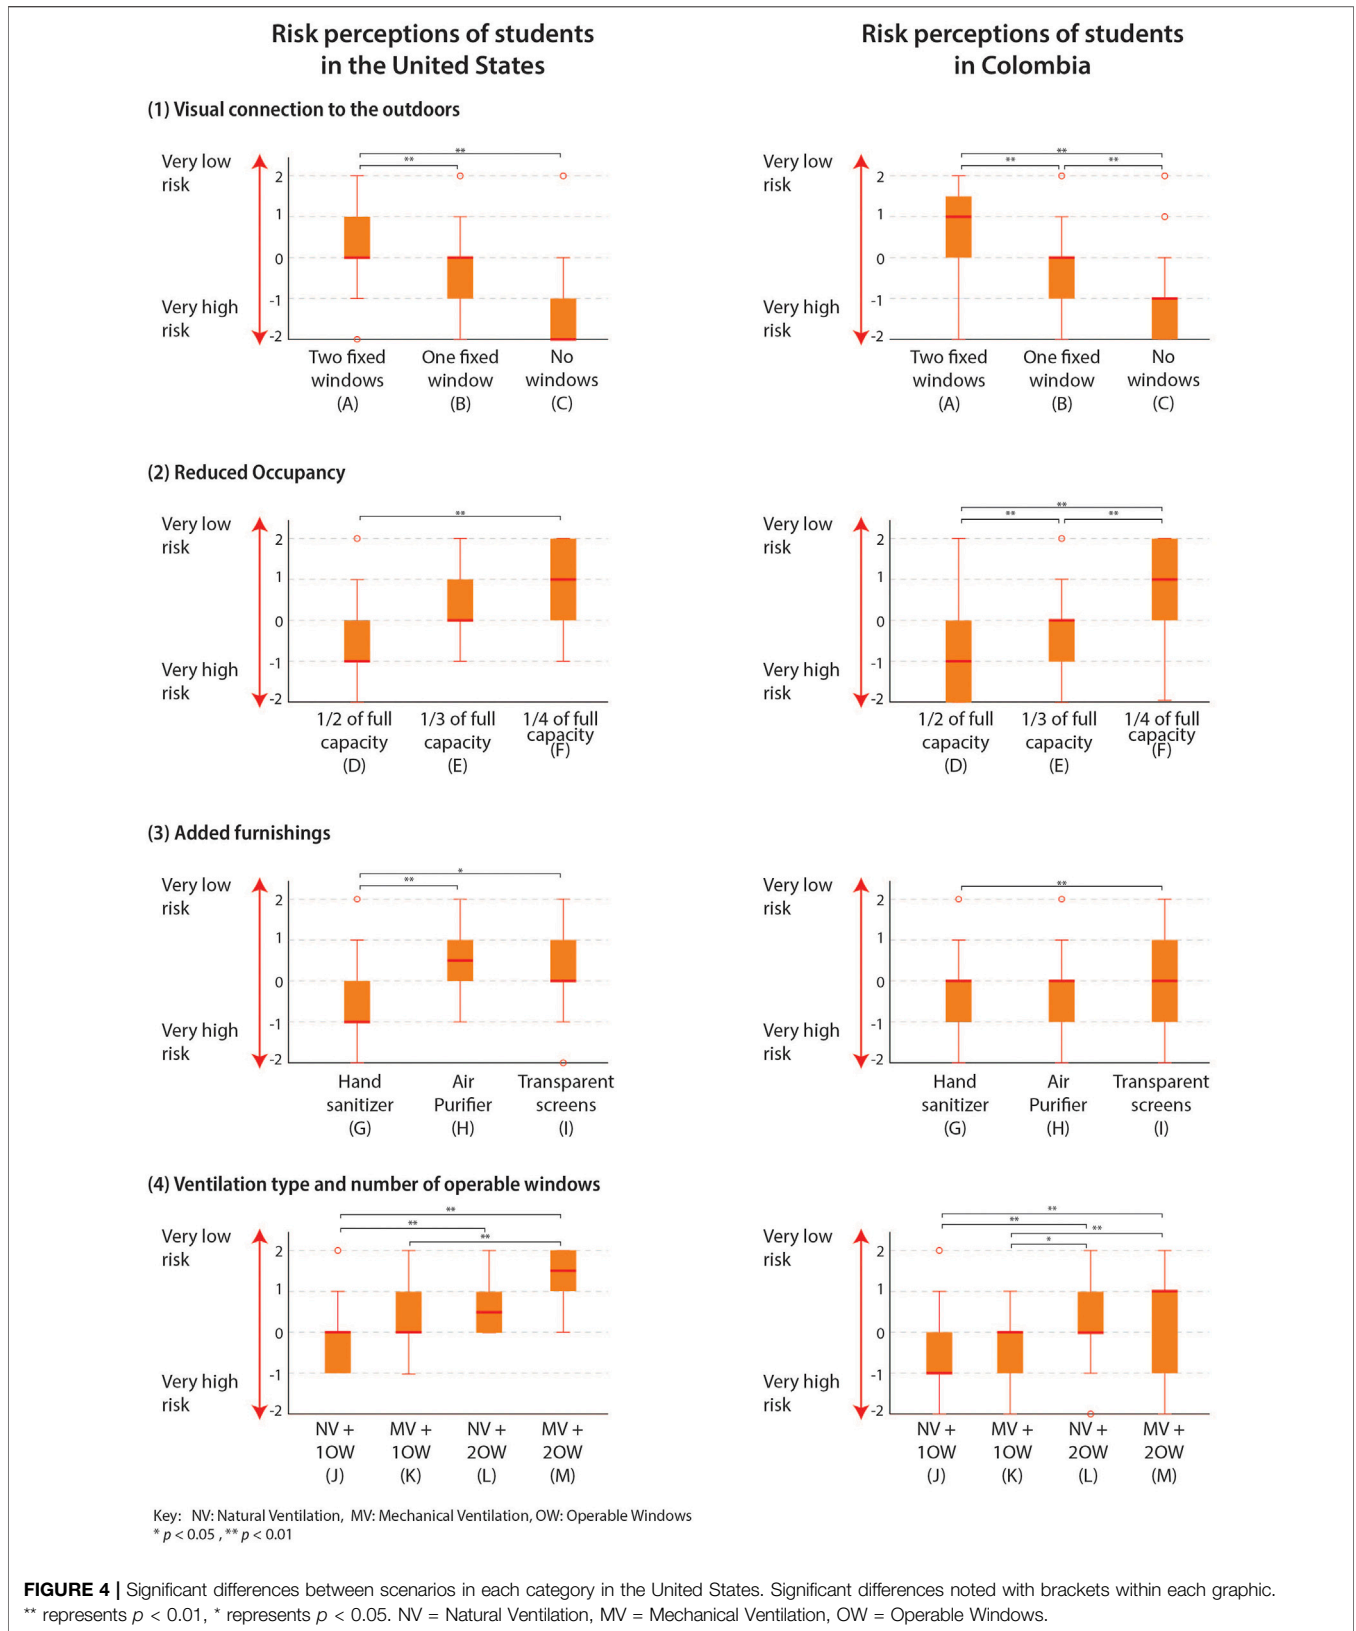 Risk perceptions of students
in the United States
Risk perceptions of students
in Colombia
(1) Visual connection to the outdoors
Very low
risk
Very high
risk
**
**
2
1
0
-1
-2
Two fixed
windows
(A)
One fixed
window
(B)
No
windows
(C)
Very low
risk
Very high
risk
**
**
**
2
1
0
-1
-2
Two fixed
windows
(A)
One fixed
window
(B)
No
windows
(C)
(2) Reduced Occupancy
Very low
risk
Very high
risk
**
2
1
0
-1
-2
1/2 of full
capacity
(D)
1/3 of full
capacity
(E)
1/4 of full
capacity
(F)
Very low
risk
Very high
risk
**
**
**
2
1
0
-1
-2
1/2 of full
capacity
(D)
1/3 of full
capacity
(E)
1/4 of full
capacity
(F)
(3) Added furnishings
Very low
risk
Very high
risk
*
**
2
1
0
-1
-2
Hand
sanitizer
(G)
Air
Purifier
(H)
Transparent
screens
(I)
Very low
risk
Very high
risk
**
2
1
0
-1
-2
Hand
sanitizer
(G)
Air
Purifier
(H)
Transparent
screens
(I)
(4) Ventilation type and number of operable windows
Very low
risk
Very high
risk
**
**
**
2
1
0
-1
-2
NV +
1OW
(J)
MV +
1OW
(K)
NV +
2OW
(L)
MV +
2OW
(M)
Very low
risk
Very high
risk
**
**
**
*
2
1
0
-1
-2
NV +
1OW
(J)
MV +
1OW
(K)
NV +
2OW
(L)
MV +
2OW
(M)
Key: NV: Natural Ventilation, MV: Mechanical Ventilation, OW: Operable Windows
* p < 0.05 , ** p < 0.01
FIGURE 4 | Significant differences between scenarios in each category in the United States. Significant differences noted with brackets within each graphic.
** represents p < 0.01, * represents p < 0.05. NV = Natural Ventilation, MV = Mechanical Ventilation, OW = Operable Windows.